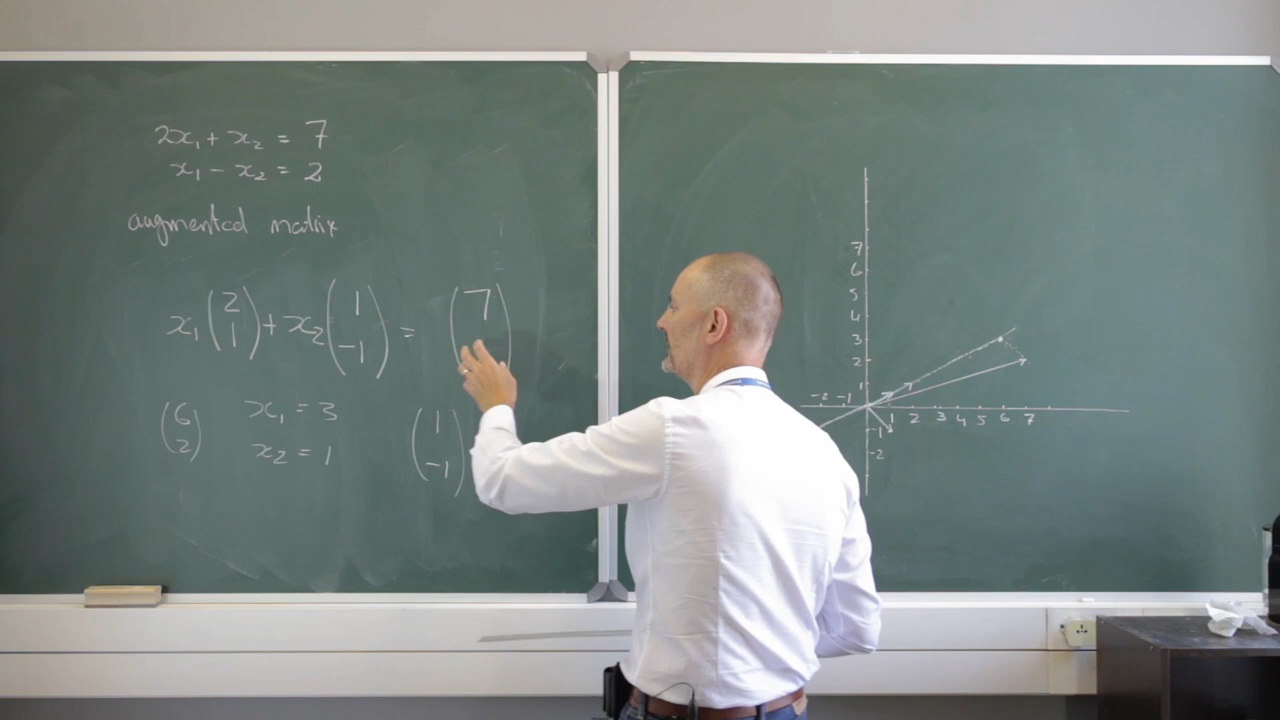 2x₁ + x₂ = 7
x₁ − x₂ = 2
augmented matrix
x₁(2 1) + x₂(1 −1) = (7
(6 2) x₁ = 3 (1 −1)
x₂ = 1
7
6
5
4
3
2
1
-2 -1 1 2 3 4 5 6 7
-1
-2